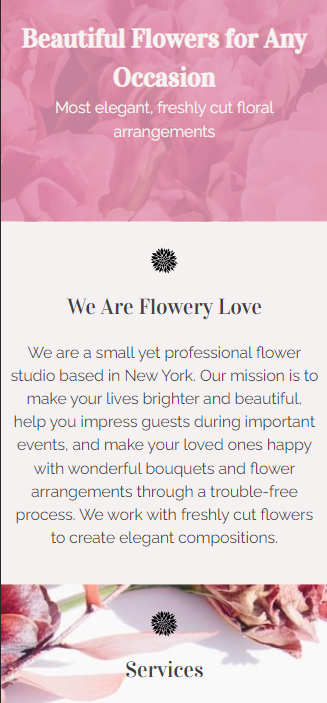 Beautiful Flowers for Any
Occasion
Most elegant, freshly cut floral
arrangements
We Are Flowery Love
We are a small yet professional flower
studio based in New York. Our mission is to
make your lives brighter and beautiful,
help you impress guests during important
events, and make your loved ones happy
with wonderful bouquets and flower
arrangements through a trouble-free
process. We work with freshly cut flowers
to create elegant compositions.
Services